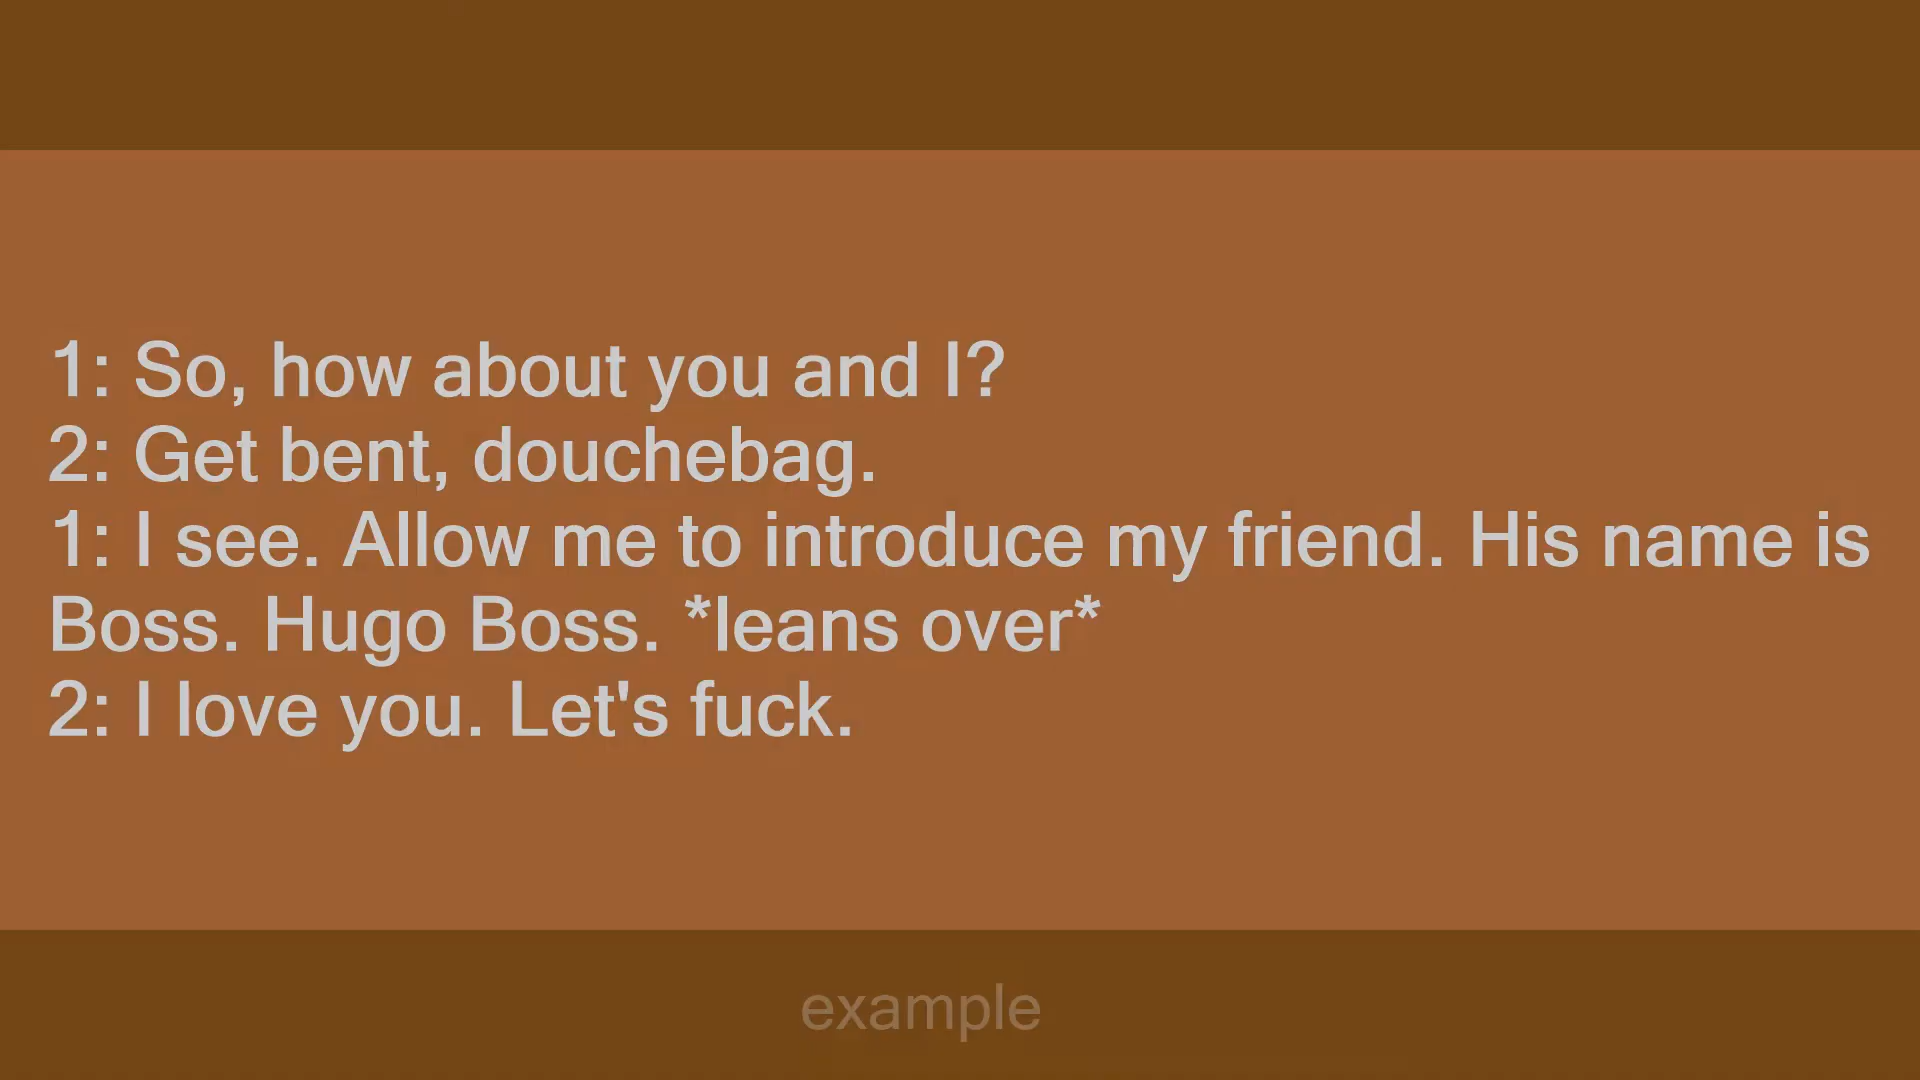 1: So, how about you and I?
2: Get bent, douchebag.
1: I see. Allow me to introduce my friend. His name is
Boss. Hugo Boss. *leans over*
2: I love you. Let's fuck.
example